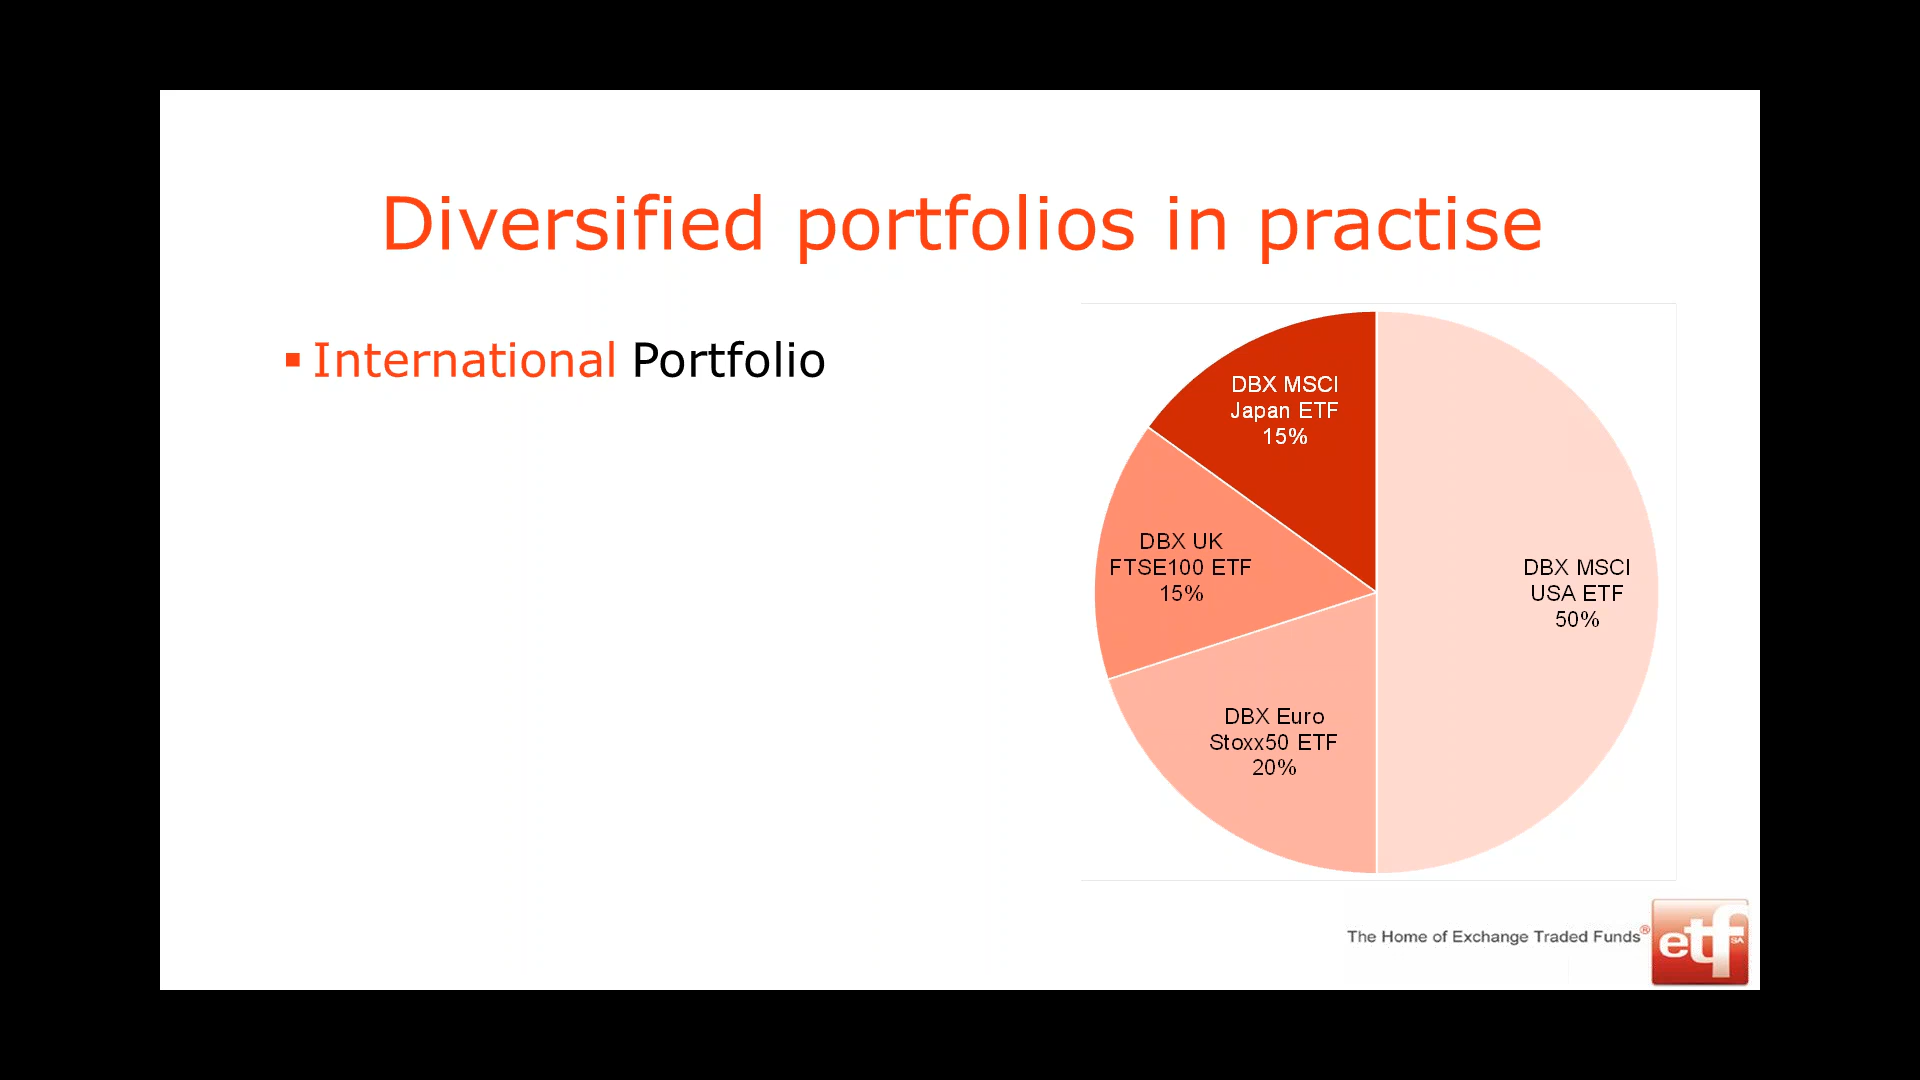 Diversified portfolios in practise
▪ International Portfolio
DBX MSCI
Japan ETF
15%
DBX UK
FTSE100 ETF
15%
DBX MSCI
USA ETF
50%
DBX Euro
Stoxx50 ETF
20%
The Home of Exchange Traded Funds®
etf
SA